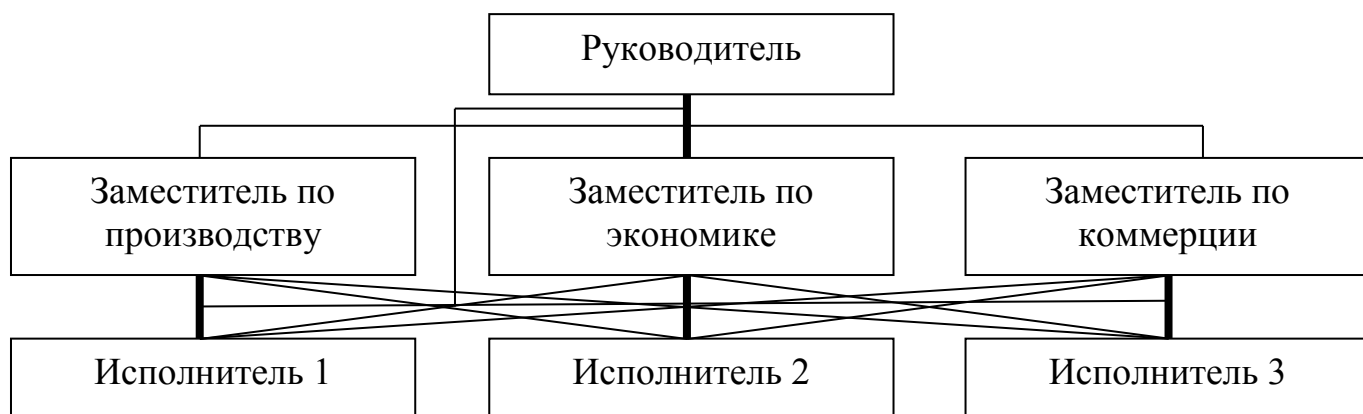 Руководитель
Заместитель по
производству
Заместитель по
экономике
Заместитель по
коммерции
Исполнитель 1
Исполнитель 2
Исполнитель 3